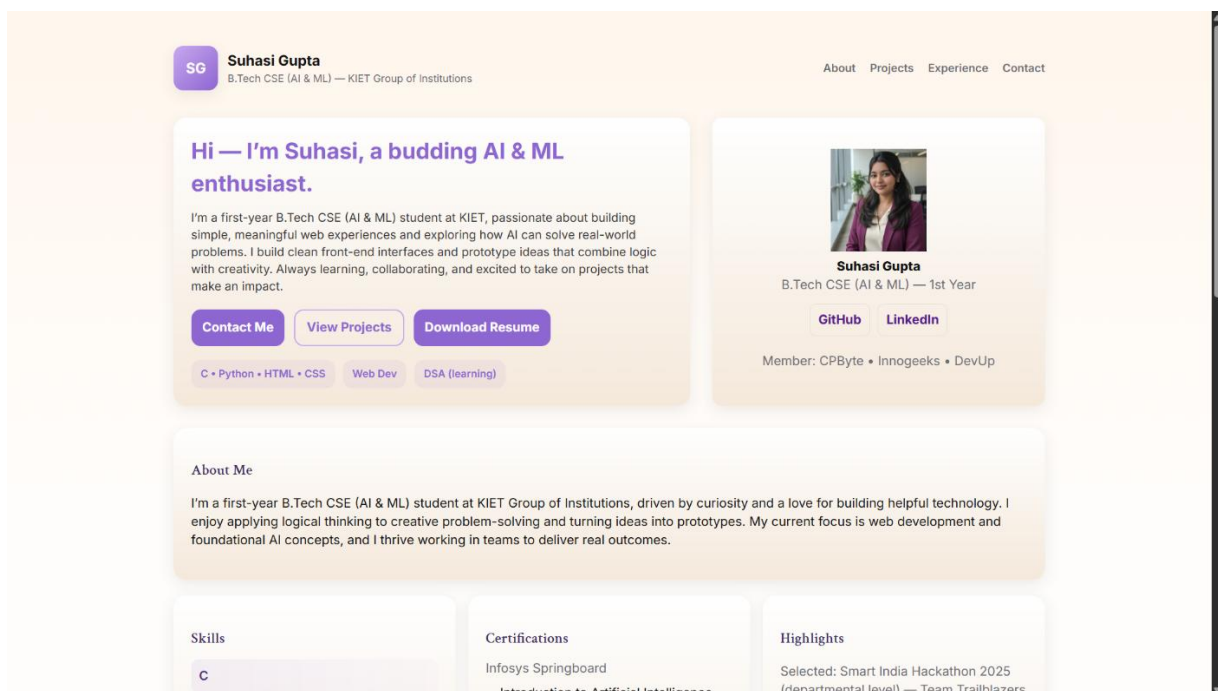 SG
Suhasi Gupta
B.Tech CSE (AI & ML) — KIET Group of Institutions
About Projects Experience Contact
Hi — I'm Suhasi, a budding AI & ML
enthusiast.
I'm a first-year B.Tech CSE (AI & ML) student at KIET, passionate about building
simple, meaningful web experiences and exploring how AI can solve real-world
problems. I build clean front-end interfaces and prototype ideas that combine logic
with creativity. Always learning, collaborating, and excited to take on projects that
make an impact.
Contact Me View Projects Download Resume
C • Python • HTML • CSS Web Dev DSA (learning)
Suhasi Gupta
B.Tech CSE (AI & ML) — 1st Year
GitHub LinkedIn
Member: CPByte • Innogeeks • DevUp
About Me
I'm a first-year B.Tech CSE (AI & ML) student at KIET Group of Institutions, driven by curiosity and a love for building helpful technology. I
enjoy applying logical thinking to creative problem-solving and turning ideas into prototypes. My current focus is web development and
foundational AI concepts, and I thrive working in teams to deliver real outcomes.
Skills
C
Certifications
Infosys Springboard
Introduction to Artificial Intelligence
Highlights
Selected: Smart India Hackathon 2025
(departmental level) — Team Trailblazers